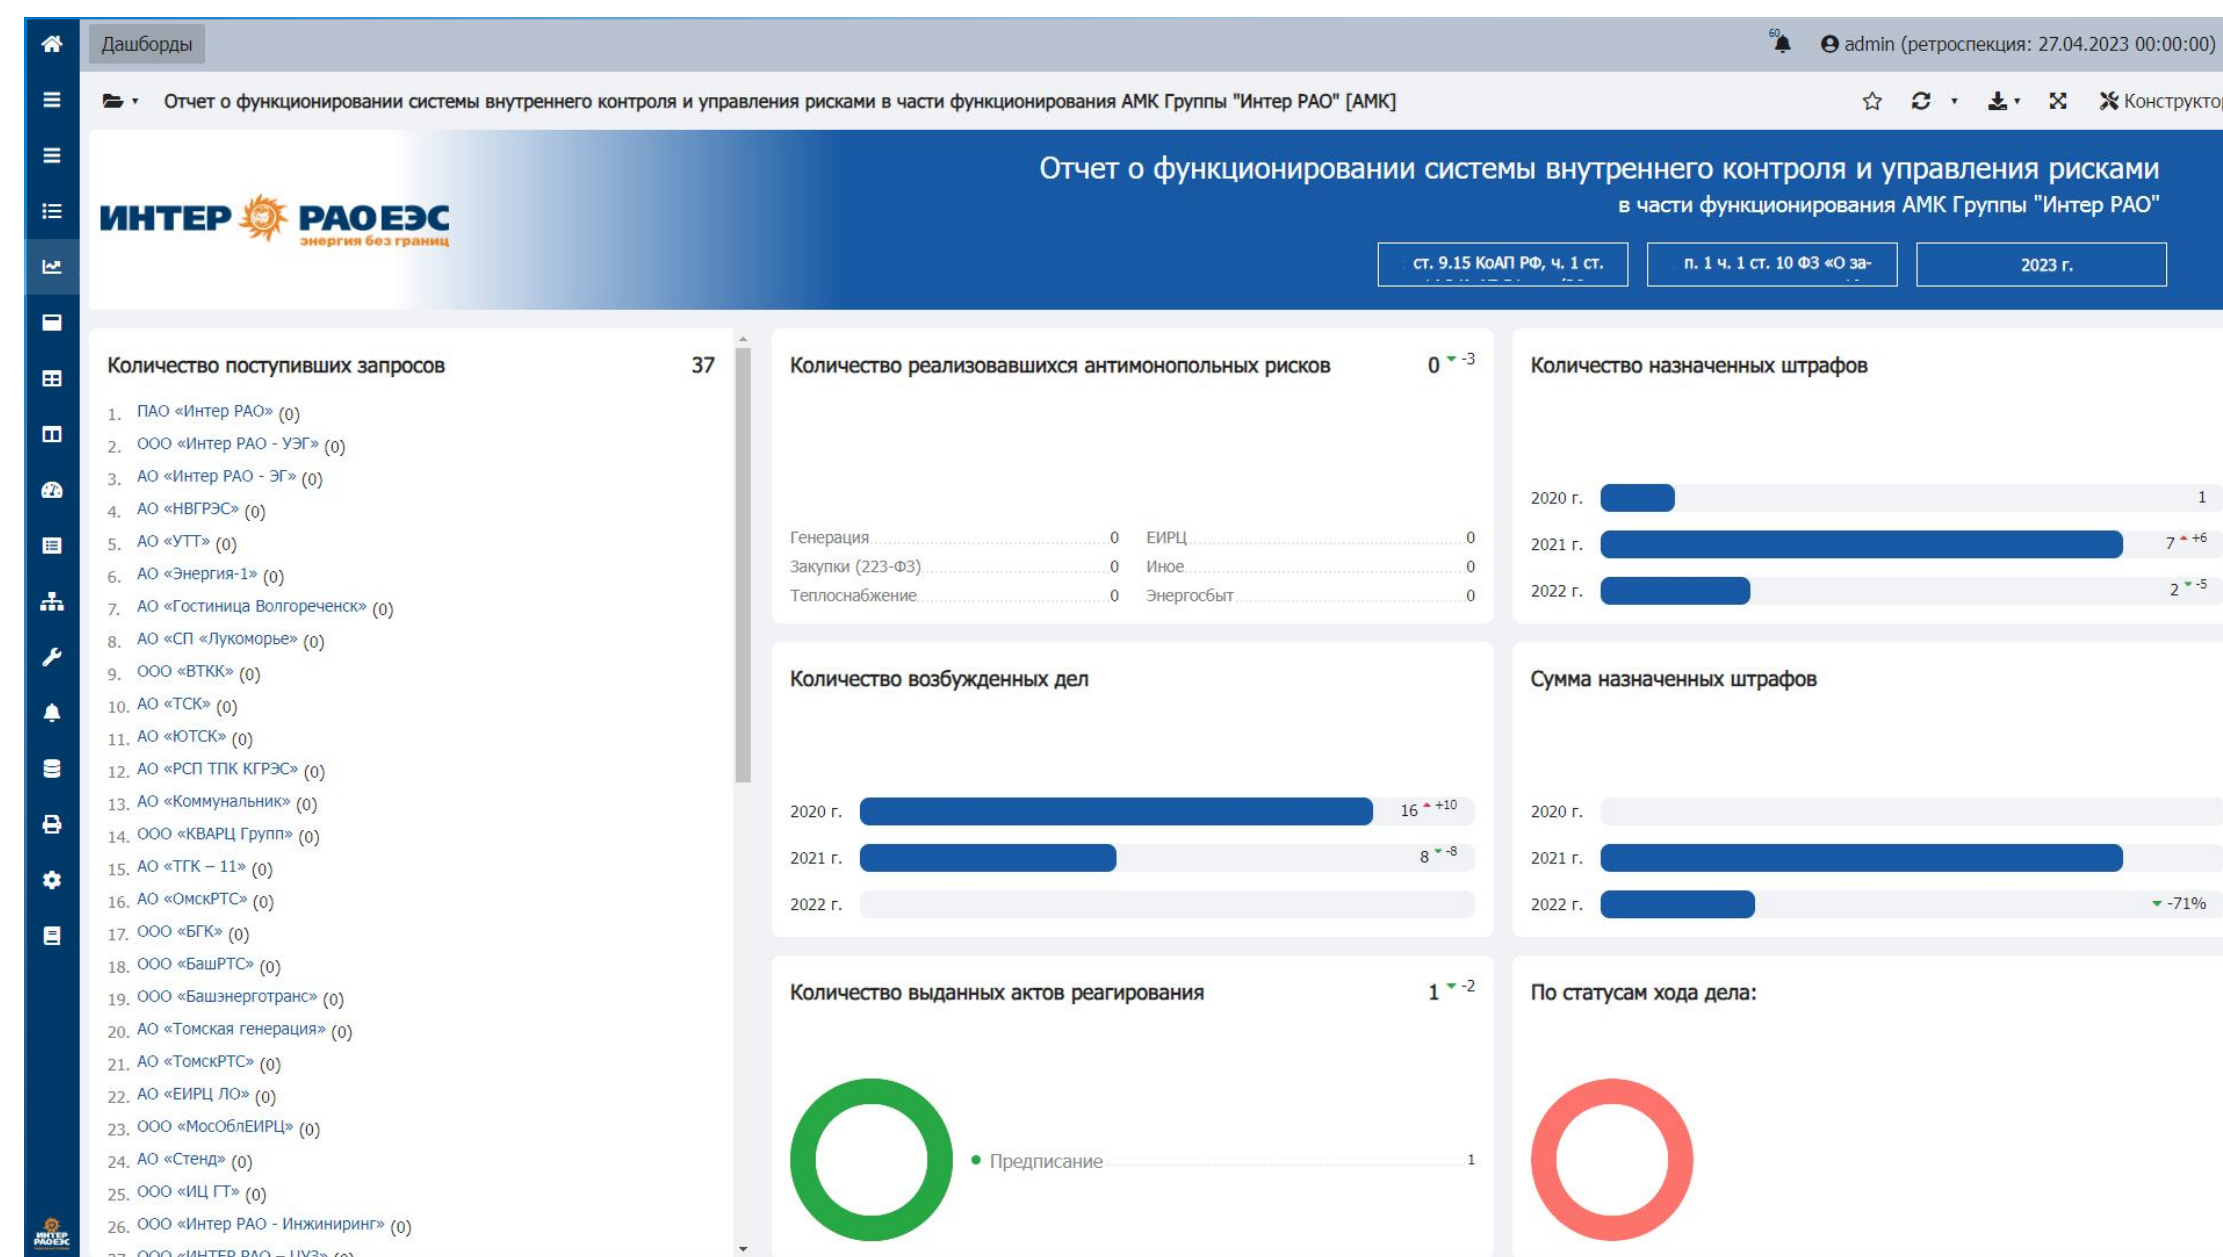 Дашборды
60
admin (ретроспекция: 27.04.2023 00:00:00)
Отчет о функционировании системы внутреннего контроля и управления рисками в части функционирования АМК Группы "Интер РАО" [АМК]
Конструктор
ИНТЕР РАО ЕЭС
энергия без границ
Отчет о функционировании системы внутреннего контроля и управления рисками
в части функционирования АМК Группы "Интер РАО"
ст. 9.15 КоАП РФ, ч. 1 ст.
п. 1 ч. 1 ст. 10 ФЗ «О за-
2023 г.
Количество поступивших запросов 37
1. ПАО «Интер РАО» (0)
2. ООО «Интер РАО - УЭГ» (0)
3. АО «Интер РАО - ЭГ» (0)
4. АО «НВГРЭС» (0)
5. АО «УТТ» (0)
6. АО «Энергия-1» (0)
7. АО «Гостиница Волгореченск» (0)
8. АО «СП «Лукоморье» (0)
9. ООО «ВТКК» (0)
10. АО «ТСК» (0)
11. АО «ЮТСК» (0)
12. АО «РСП ТПК КГРЭС» (0)
13. АО «Коммунальник» (0)
14. ООО «КВАРЦ Групп» (0)
15. АО «ТГК – 11» (0)
16. АО «ОмскРТС» (0)
17. ООО «БГК» (0)
18. ООО «БашРТС» (0)
19. ООО «Башэнерготранс» (0)
20. АО «Томская генерация» (0)
21. АО «ТомскРТС» (0)
22. АО «ЕИРЦ ЛО» (0)
23. ООО «МосОблЕИРЦ» (0)
24. АО «Стенд» (0)
25. ООО «ИЦ ГТ» (0)
26. ООО «Интер РАО - Инжиниринг» (0)
27. ООО «ИНТЕР РАО – ЦУЗ» (0)
Количество реализовавшихся антимонопольных рисков 0 -3
Генерация 0 ЕИРЦ 0
Закупки (223-ФЗ) 0 Иное 0
Теплоснабжение 0 Энергосбыт 0
Количество назначенных штрафов
2020 г. 1
2021 г. 7 +6
2022 г. 2 -5
Количество возбужденных дел
2020 г. 16 +10
2021 г. 8 -8
2022 г.
Сумма назначенных штрафов
2020 г.
2021 г.
2022 г. -71%
Количество выданных актов реагирования 1 -2
Предписание 1
По статусам хода дела:
ИНТЕР
РАО ЕЭС